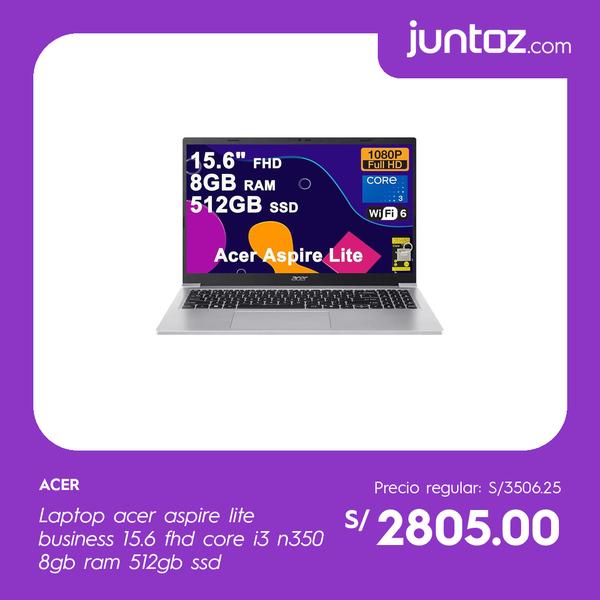 juntoz.com
15.6" FHD
8GB RAM
512GB SSD
1080P
Full HD
CORE
i3
WiFi 6
Acer Aspire Lite
acer
ACER
Laptop acer aspire lite
business 15.6 fhd core i3 n350
8gb ram 512gb ssd
Precio regular: S/3506.25
S/ 2805.00